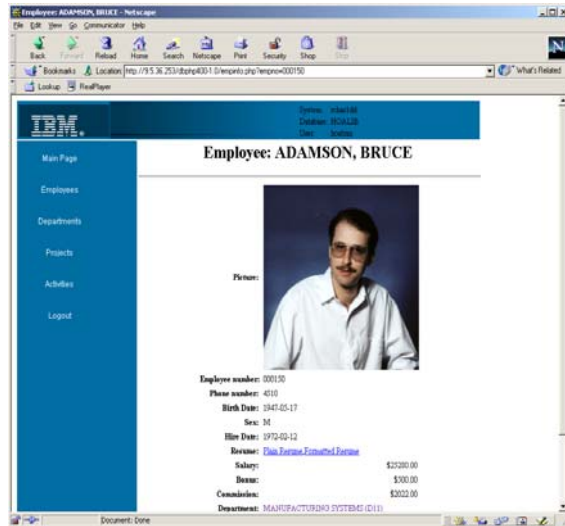 Employee: ADAMSON, BRUCE - Netscape
File Edit View Go Communicator Help
Back Forward Reload Home Search Netscape Print Security Shop Stop
Bookmarks Location: http://9.5.36.253/dbphp400-1.0/empinfo.php?empno=000150 What's Related
Lookup RealPlayer
IBM.
System:
Database:
User:
Main Page
Employees
Departments
Projects
Activities
Logout
Employee: ADAMSON, BRUCE
Picture:
Employee number: 000150
Phone number: 4510
Birth Date: 1947-05-17
Sex: M
Hire Date: 1972-02-12
Resume: Plain Resume, Formatted Resume
Salary: $25280.00
Bonus: $500.00
Commission: $2022.00
Department: MANUFACTURING SYSTEMS (D11)
Document: Done